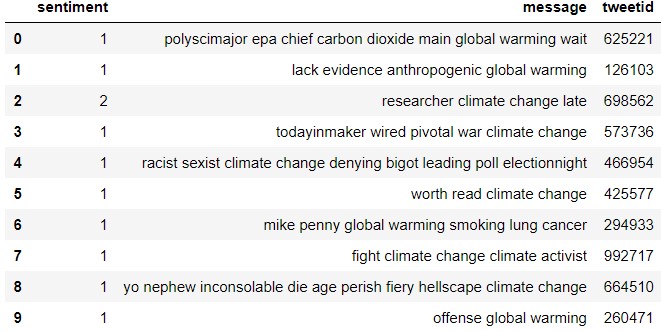 sentiment message tweetid
0 1 polyscimajor epa chief carbon dioxide main global warming wait 625221
1 1 lack evidence anthropogenic global warming 126103
2 2 researcher climate change late 698562
3 1 todayinmaker wired pivotal war climate change 573736
4 1 racist sexist climate change denying bigot leading poll electionnight 466954
5 1 worth read climate change 425577
6 1 mike penny global warming smoking lung cancer 294933
7 1 fight climate change climate activist 992717
8 1 yo nephew inconsolable die age perish fiery hellscape climate change 664510
9 1 offense global warming 260471